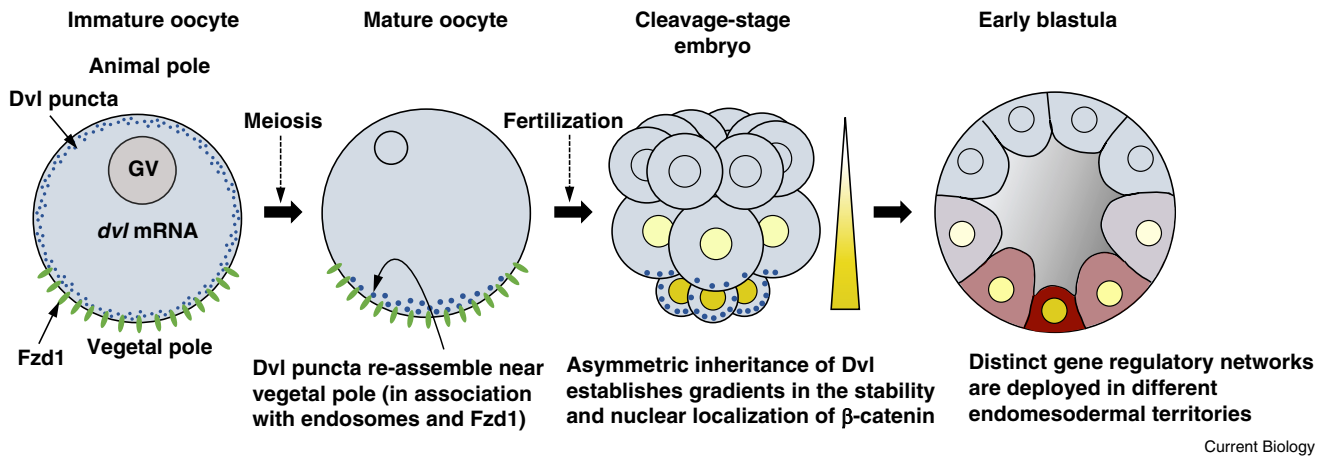 Immature oocyte
Mature oocyte
Cleavage-stage
embryo
Early blastula
Animal pole
Dvl puncta
GV
dvl mRNA
Fzd1
Vegetal pole
Meiosis
Dvl puncta re-assemble near
vegetal pole (in association
with endosomes and Fzd1)
Fertilization
Asymmetric inheritance of Dvl
establishes gradients in the stability
and nuclear localization of β-catenin
Distinct gene regulatory networks
are deployed in different
endomesodermal territories
Current Biology